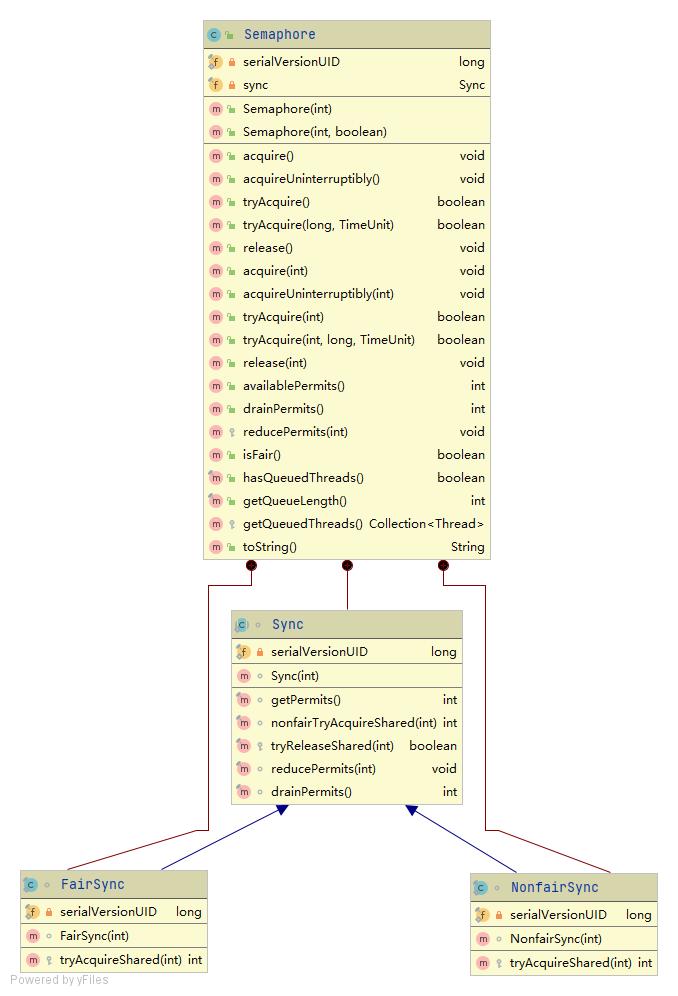 Semaphore
serialVersionUID long
sync Sync
Semaphore(int)
Semaphore(int, boolean)
acquire() void
acquireUninterruptibly() void
tryAcquire() boolean
tryAcquire(long, TimeUnit) boolean
release() void
acquire(int) void
acquireUninterruptibly(int) void
tryAcquire(int) boolean
tryAcquire(int, long, TimeUnit) boolean
release(int) void
availablePermits() int
drainPermits() int
reducePermits(int) void
isFair() boolean
hasQueuedThreads() boolean
getQueueLength() int
getQueuedThreads() Collection<Thread>
toString() String
Sync
serialVersionUID long
Sync(int)
getPermits() int
nonfairTryAcquireShared(int) int
tryReleaseShared(int) boolean
reducePermits(int) void
drainPermits() int
FairSync
serialVersionUID long
FairSync(int)
tryAcquireShared(int) int
NonfairSync
serialVersionUID long
NonfairSync(int)
tryAcquireShared(int) int
Powered by yFiles